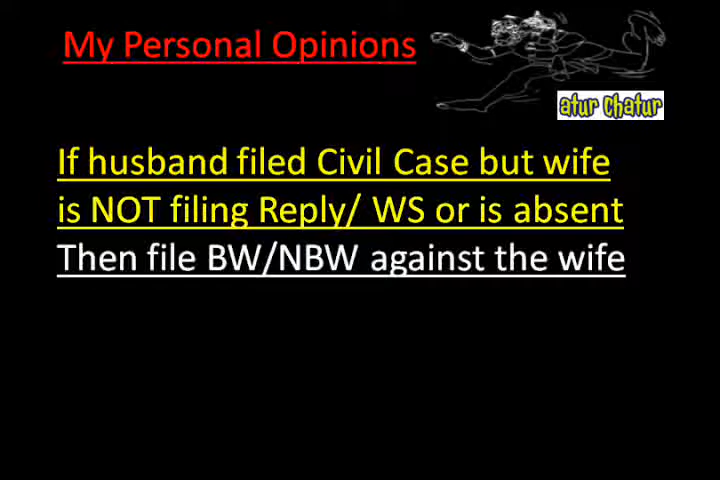 My Personal Opinions
atur Chatur
If husband filed Civil Case but wife
is NOT filing Reply/ WS or is absent
Then file BW/NBW against the wife